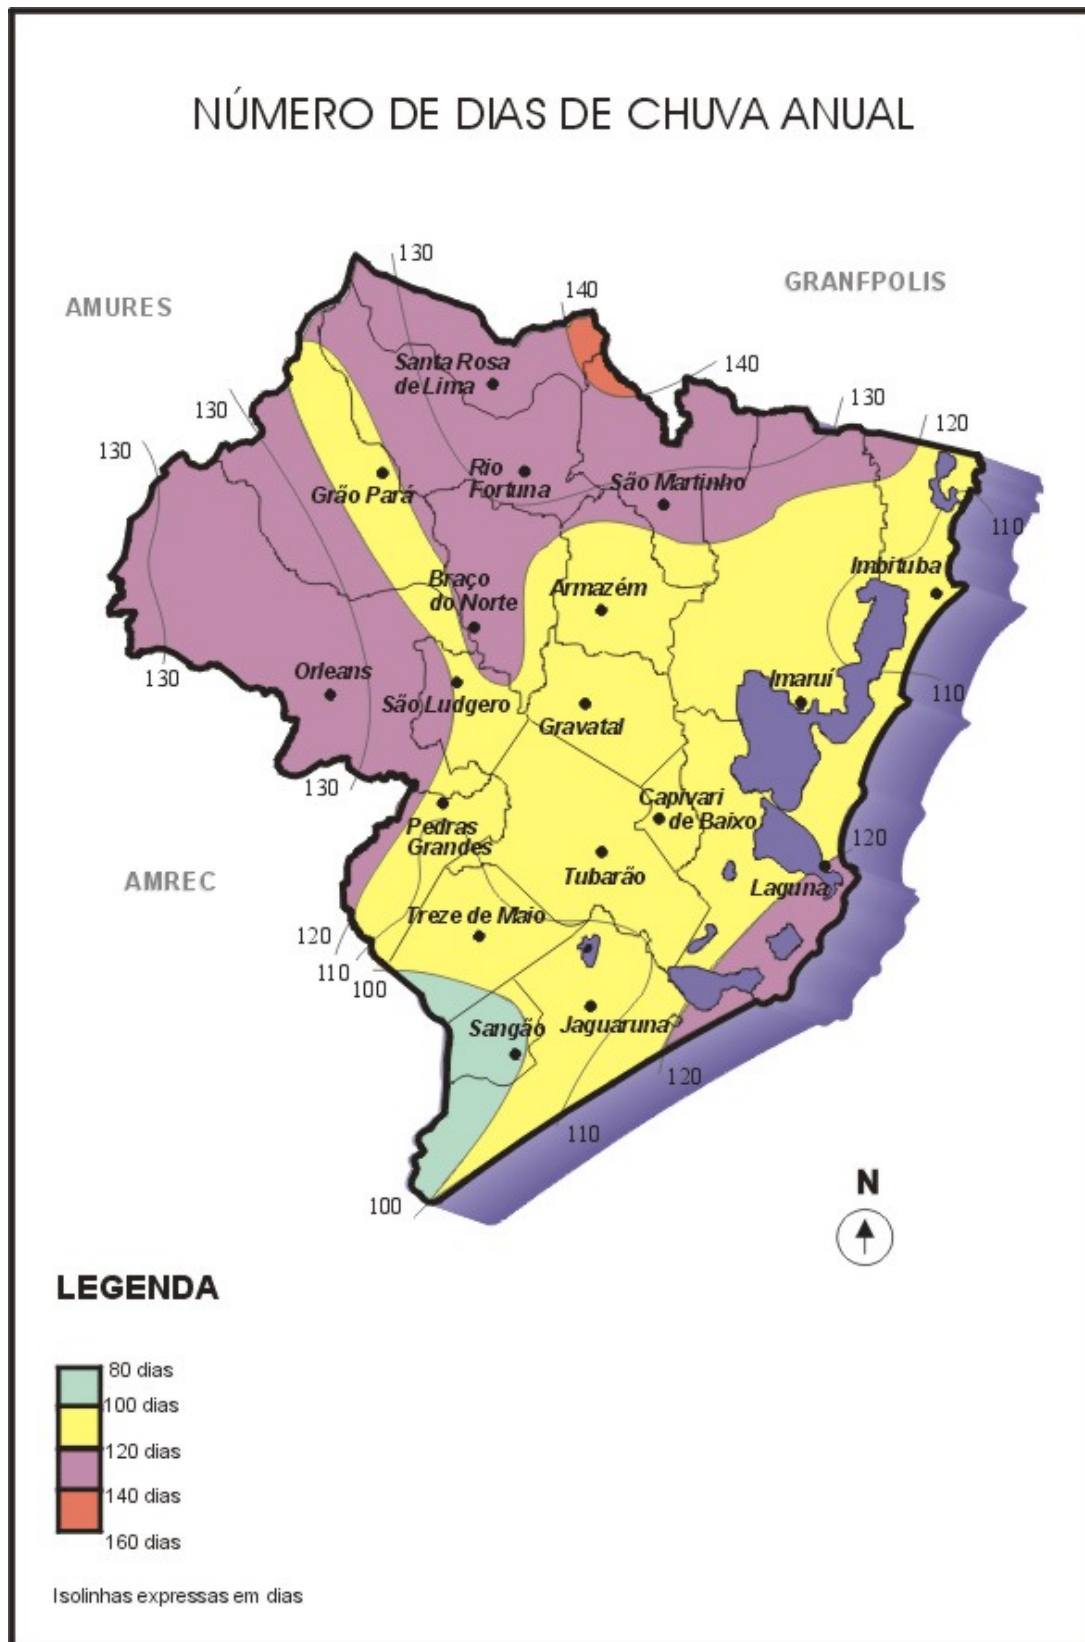 NÚMERO DE DIAS DE CHUVA ANUAL
130
GRANFPOLIS
AMURES
140
Santa Rosa
de Lima
140
130
130
120
130
Rio
Fortuna
São Martinho
Grão Pará
110
Imbituba
Braço
do Norte
Armazém
Orleans
130
Imaruí
110
São Ludgero
Gravatal
130
Capivari
de Baixo
Pedras
Grandes
120
AMREC
Tubarão
Laguna
Treze de Maio
120
110
100
Sangão
Jaguaruna
120
110
100
N
LEGENDA
80 dias
100 dias
120 dias
140 dias
160 dias
Isolinhas expressas em dias